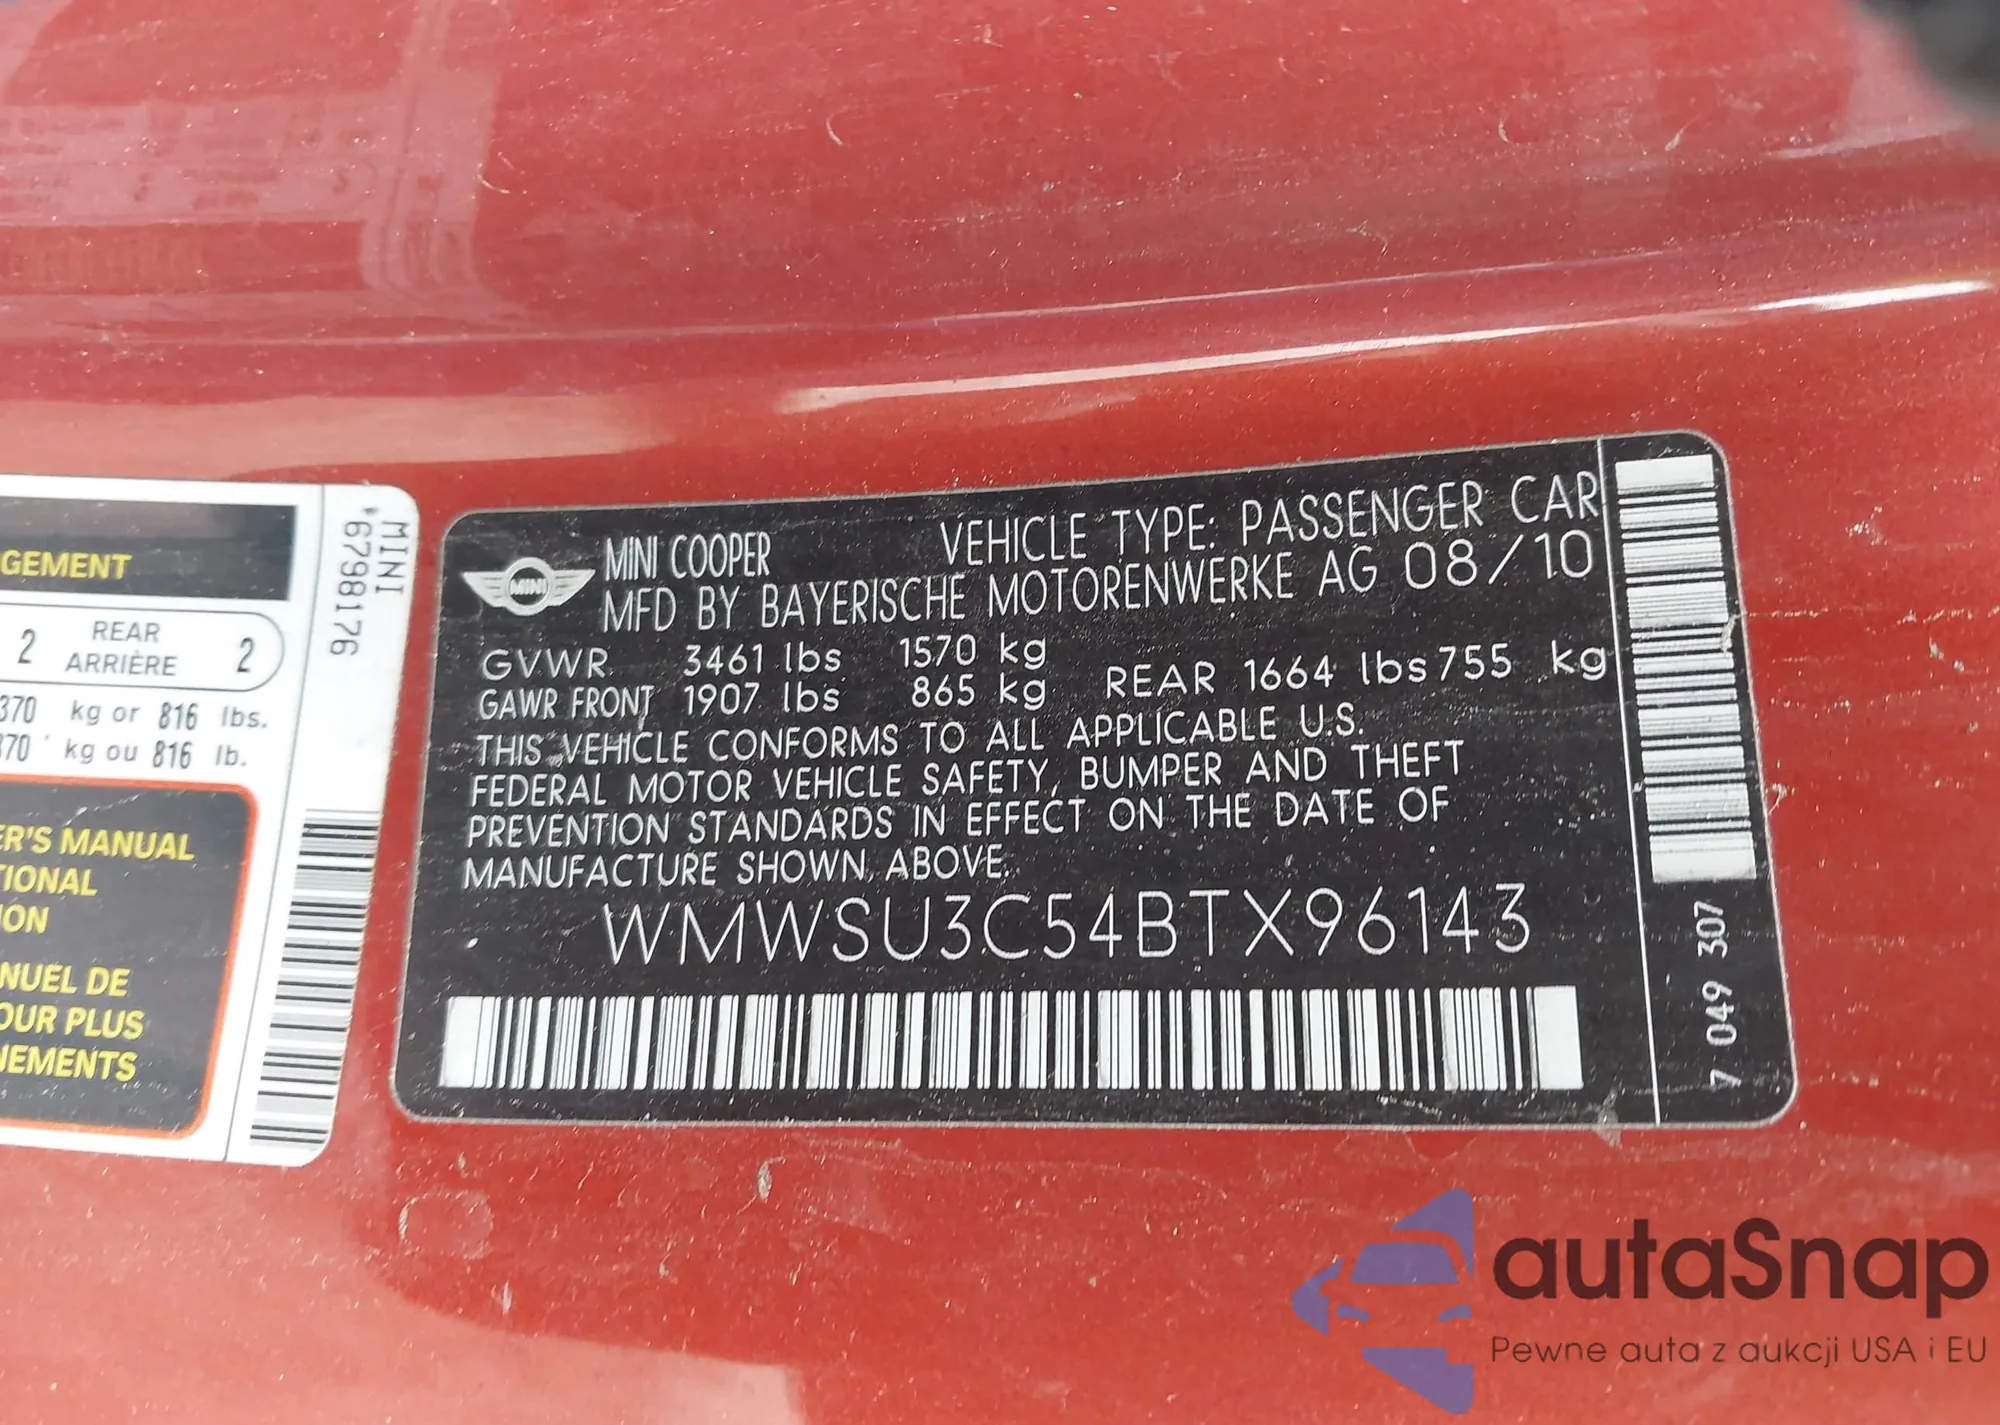 GEMENT
2 REAR ARRIÈRE 2
370 kg or 816 lbs.
370 kg ou 816 lb.
ER'S MANUAL
TIONAL
ION
NUEL DE
OUR PLUS
NEMENTS
MINI
*6798176
MINI
MINI COOPER VEHICLE TYPE: PASSENGER CAR
MFD BY BAYERISCHE MOTORENWERKE AG 08/10
GVWR 3461 lbs 1570 kg
GAWR FRONT 1907 lbs 865 kg REAR 1664 lbs 755 kg
THIS VEHICLE CONFORMS TO ALL APPLICABLE U.S.
FEDERAL MOTOR VEHICLE SAFETY, BUMPER AND THEFT
PREVENTION STANDARDS IN EFFECT ON THE DATE OF
MANUFACTURE SHOWN ABOVE.
WMWSU3C54BTX96143
7 049 307
autaSnap
Pewne auta z aukcji USA i EU